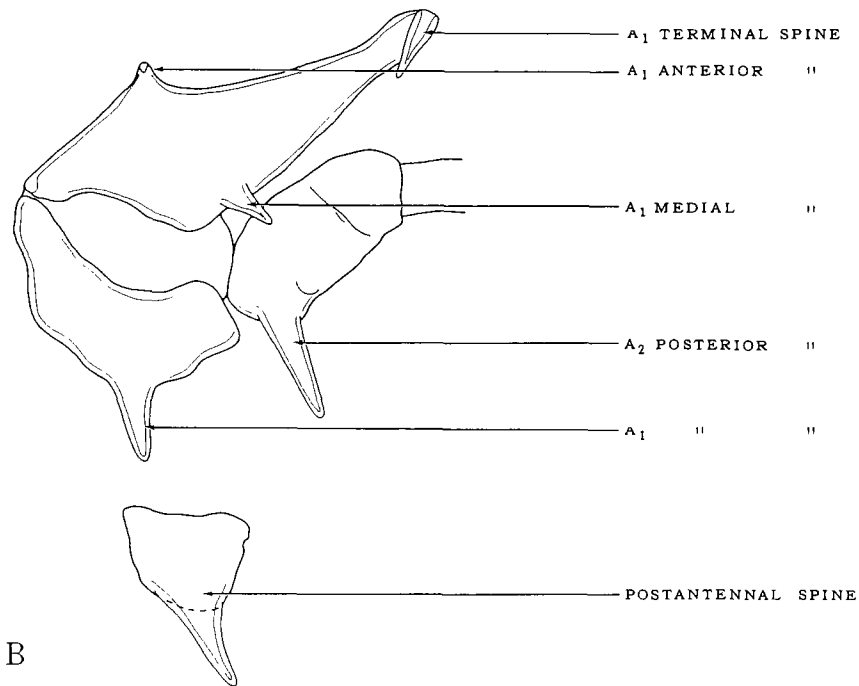 A₁ TERMINAL SPINE
A₁ ANTERIOR "
A₁ MEDIAL "
A₂ POSTERIOR "
A₁ " "
POSTANTENNAL SPINE
B